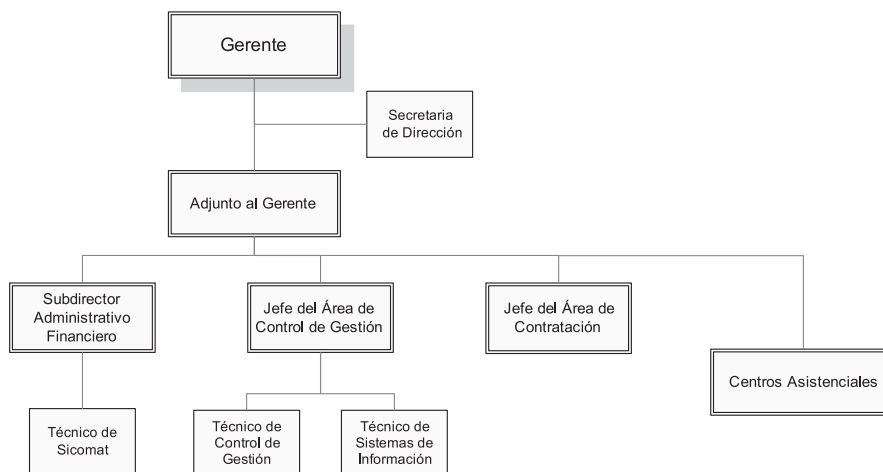 Gerente
Secretaria
de Dirección
Adjunto al Gerente
Subdirector
Administrativo
Financiero
Jefe del Área de
Control de Gestión
Jefe del Área de
Contratación
Centros Asistenciales
Técnico de
Sicomat
Técnico de
Control de
Gestión
Técnico de
Sistemas de
Información